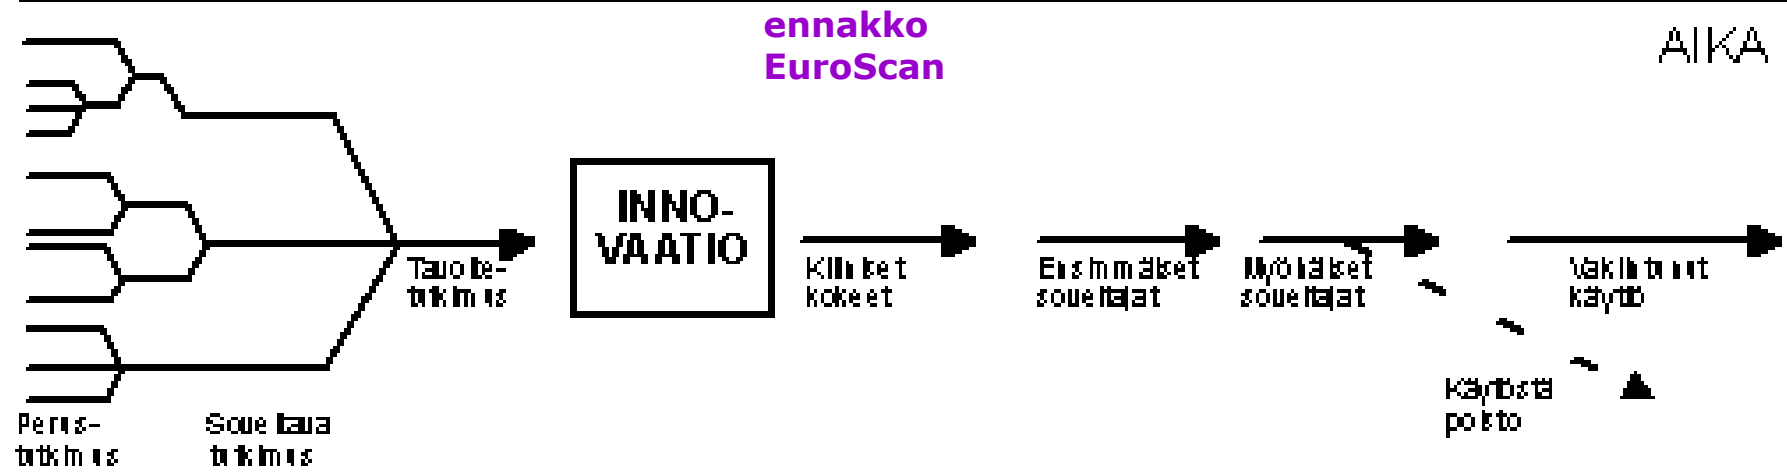 ennakko
EuroScan
AIKA
INNO-
VAATIO
Tavoite-
tutkimus
Kliiniset
kokeet
Ensimmäiset
soveltajat
Myöhäiset
soveltajat
Vakiintunut
käyttö
Käytöstä
poisto
Perus-
tutkimus
Soveltava
tutkimus